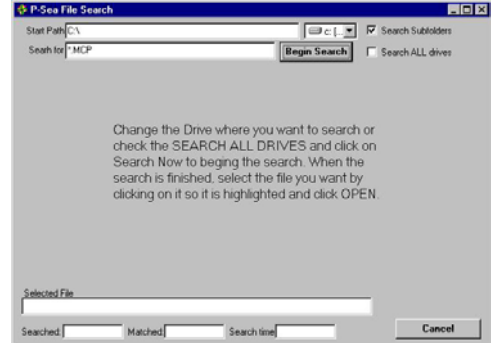 P-Sea File Search
Start Path C:\ c: [... Search Subfolders
Searh for *.MCP Begin Search Search ALL drives
Change the Drive where you want to search or
check the SEARCH ALL DRIVES and click on
Search Now to beging the search. When the
search is finished, select the file you want by
clicking on it so it is highlighted and click OPEN.
Selected File
Searched: Matched: Search time Cancel